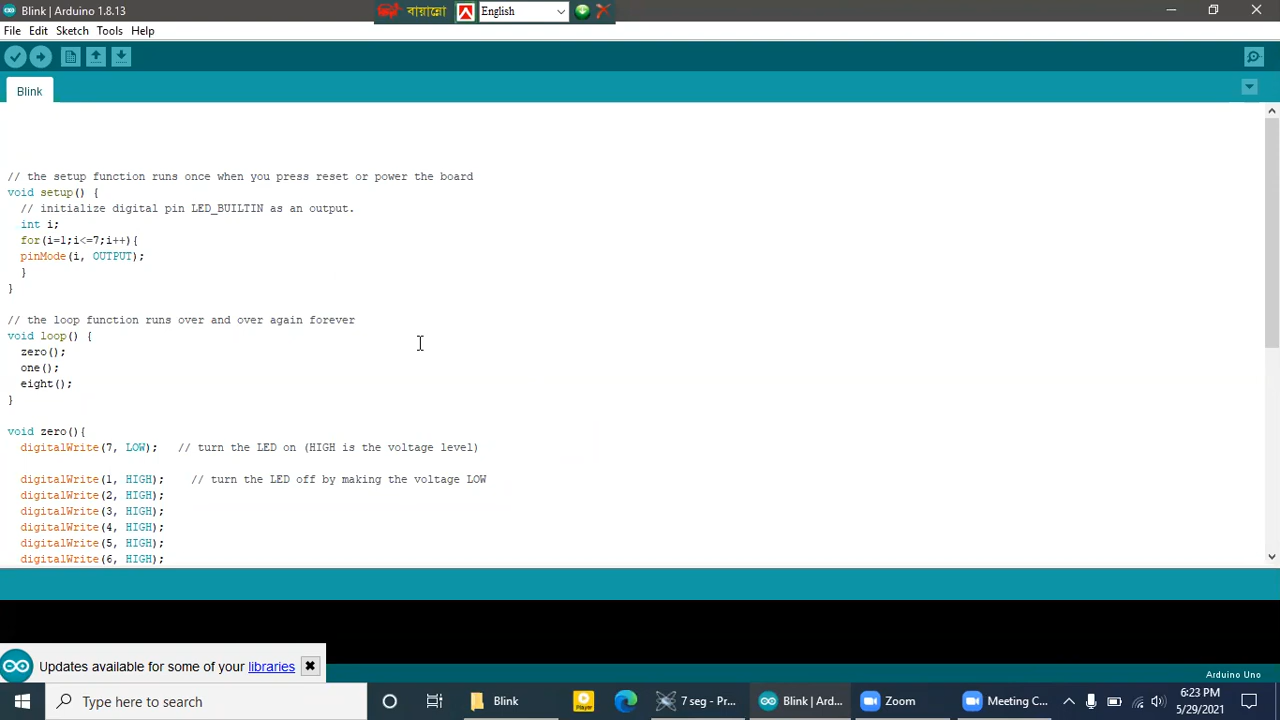 Blink | Arduino 1.8.13
বায়ান্নো
English
File Edit Sketch Tools Help
Blink
// the setup function runs once when you press reset or power the board
void setup() {
// initialize digital pin LED_BUILTIN as an output.
int i;
for(i=1;i<=7;i++){
pinMode(i, OUTPUT);
}
}
// the loop function runs over and over again forever
void loop() {
zero();
one();
eight();
}
void zero(){
digitalWrite(7, LOW); // turn the LED on (HIGH is the voltage level)
digitalWrite(1, HIGH); // turn the LED off by making the voltage LOW
digitalWrite(2, HIGH);
digitalWrite(3, HIGH);
digitalWrite(4, HIGH);
digitalWrite(5, HIGH);
digitalWrite(6, HIGH);
Updates available for some of your libraries
Arduino Uno
Type here to search
Blink
Player
7 seg - Pr...
Blink | Ard...
Zoom
Meeting C...
6:23 PM
5/29/2021